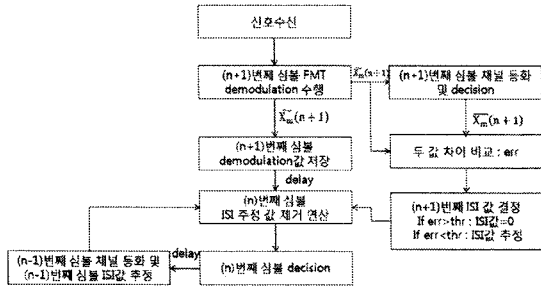 신호수신
(n+1)번째 심볼 FMT
demodulation 수행
X̃m(n+1)
(n+1)번째 심볼 채널 등화
및 decision
X̃m(n+1)
X̅m(n+1)
(n+1)번째 심볼
demodulation값 저장
두 값 차이 비교 : err
delay
(n)번째 심볼
ISI 추정 값 제거 연산
(n+1)번째 ISI 값 결정
If err>thr : ISI값=0
If err<thr : ISI값 추정
(n-1)번째 심볼 채널 등화 및
(n-1)번째 심볼 ISI값 추정
delay
(n)번째 심볼 decision